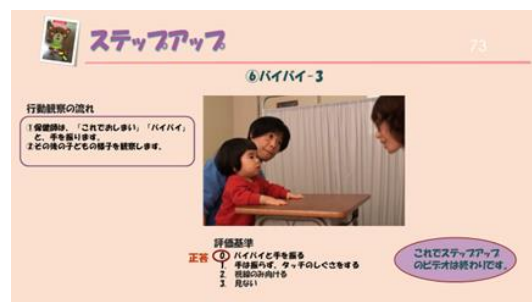 ステップアップ
73
⑥バイバイ-3
行動観察の流れ
1 保健師は、「これでおしまい」「バイバイ」
と、手を振ります。
2 その後の子どもの様子を観察します。
評価基準
正答 0 バイバイと手を振る
1. 手は振らず、タッチのしぐさをする
2. 視線のみ向ける
3. 見ない
これでステップアップ
のビデオは終わりです。